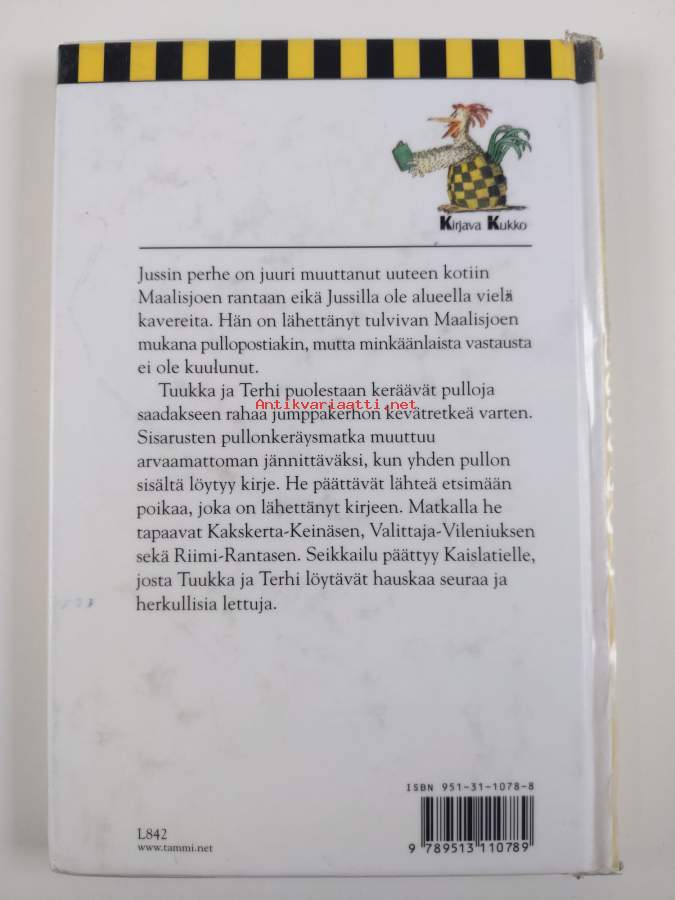 Kirjava Kukko
Jussin perhe on juuri muuttanut uuteen kotiin
Maalisjoen rantaan eikä Jussilla ole alueella vielä
kavereita. Hän on lähettänyt tulvivan Maalisjoen
mukana pullopostiakin, mutta minkäänlaista vastausta
ei ole kuulunut.
Tuukka ja Terhi puolestaan keräävät pulloja
Antikvariaatti.net
saadakseen rahaa jumppakerhon kevätretkeä varten.
Sisarusten pullonkeräysmatka muuttuu
arvaamattoman jännittäväksi, kun yhden pullon
sisältä löytyy kirje. He päättävät lähteä etsimään
poikaa, joka on lähettänyt kirjeen. Matkalla he
tapaavat Kakskerta-Keinäsen, Valittaja-Vileniuksen
sekä Riimi-Rantasen. Seikkailu päättyy Kaislatielle,
josta Tuukka ja Terhi löytävät hauskaa seuraa ja
herkullisia lettuja.
ISBN 951-31-1078-8
9 789513 110789
L842
www.tammi.net